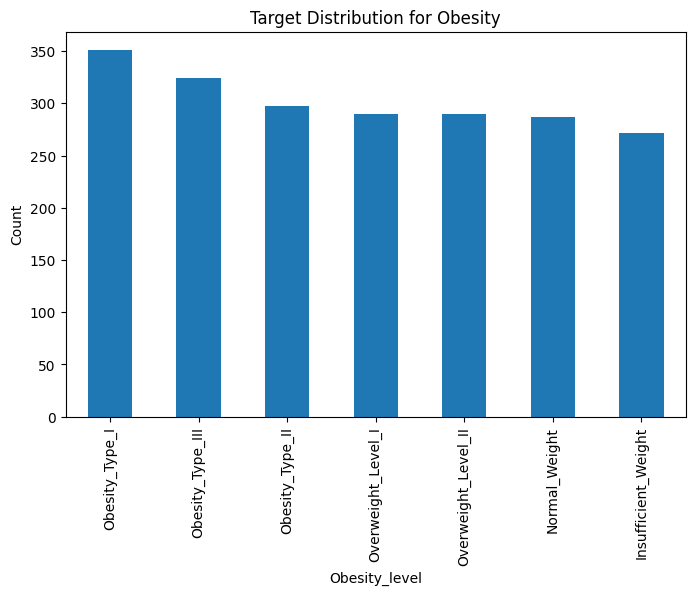 Target Distribution for Obesity
Count
350
300
250
200
150
100
50
0
Obesity_Type_I
Obesity_Type_III
Obesity_Type_II
Overweight_Level_I
Overweight_Level_II
Normal_Weight
Insufficient_Weight
Obesity_level